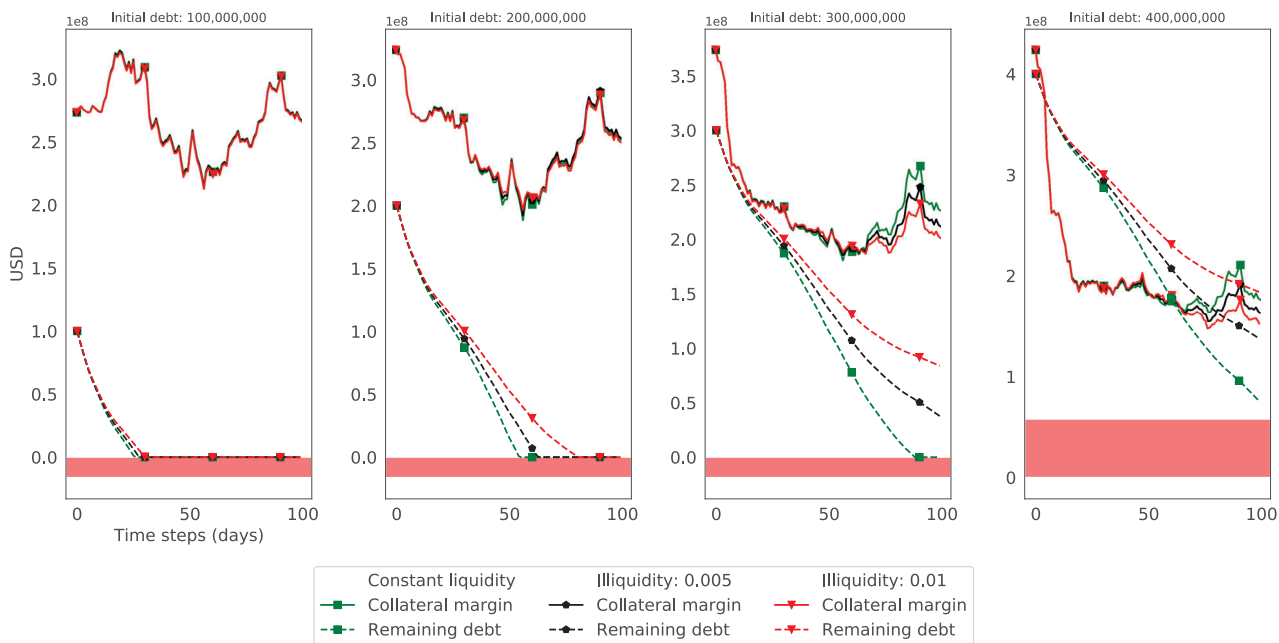 Initial debt: 100,000,000
Initial debt: 200,000,000
Initial debt: 300,000,000
Initial debt: 400,000,000
1e8
1e8
1e8
1e8
USD
3.0
2.5
2.0
1.5
1.0
0.5
0.0
3.0
2.5
2.0
1.5
1.0
0.5
0.0
3.5
3.0
2.5
2.0
1.5
1.0
0.5
0.0
4
3
2
1
0
0 50 100
0 50 100
0 50 100
0 50 100
Time steps (days)
Constant liquidity Illiquidity: 0.005 Illiquidity: 0.01
Collateral margin Collateral margin Collateral margin
Remaining debt Remaining debt Remaining debt